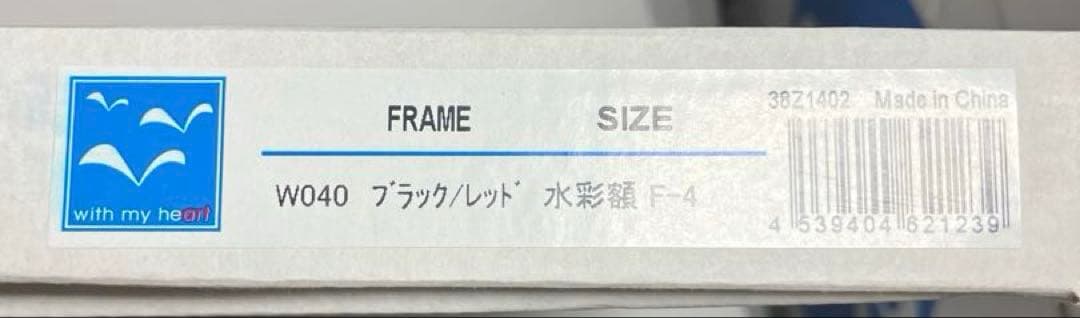 with my heart
FRAME SIZE
W040 ﾌﾞﾗｯｸ/ﾚｯﾄﾞ 水彩額 F-4
38Z1402 Made in China
4 539404 621239